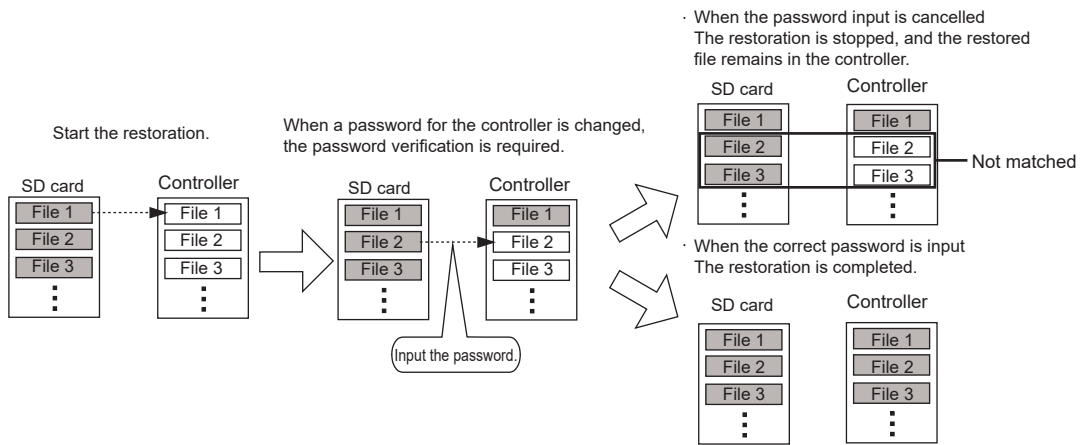 Start the restoration.
SD card
Controller
File 1
File 1
File 2
File 2
File 3
File 3
When a password for the controller is changed,
the password verification is required.
SD card
Controller
File 1
File 1
File 2
File 2
File 3
File 3
Input the password.
· When the password input is cancelled
The restoration is stopped, and the restored
file remains in the controller.
SD card
Controller
File 1
File 1
File 2
File 2
File 3
File 3
Not matched
· When the correct password is input
The restoration is completed.
SD card
Controller
File 1
File 1
File 2
File 2
File 3
File 3